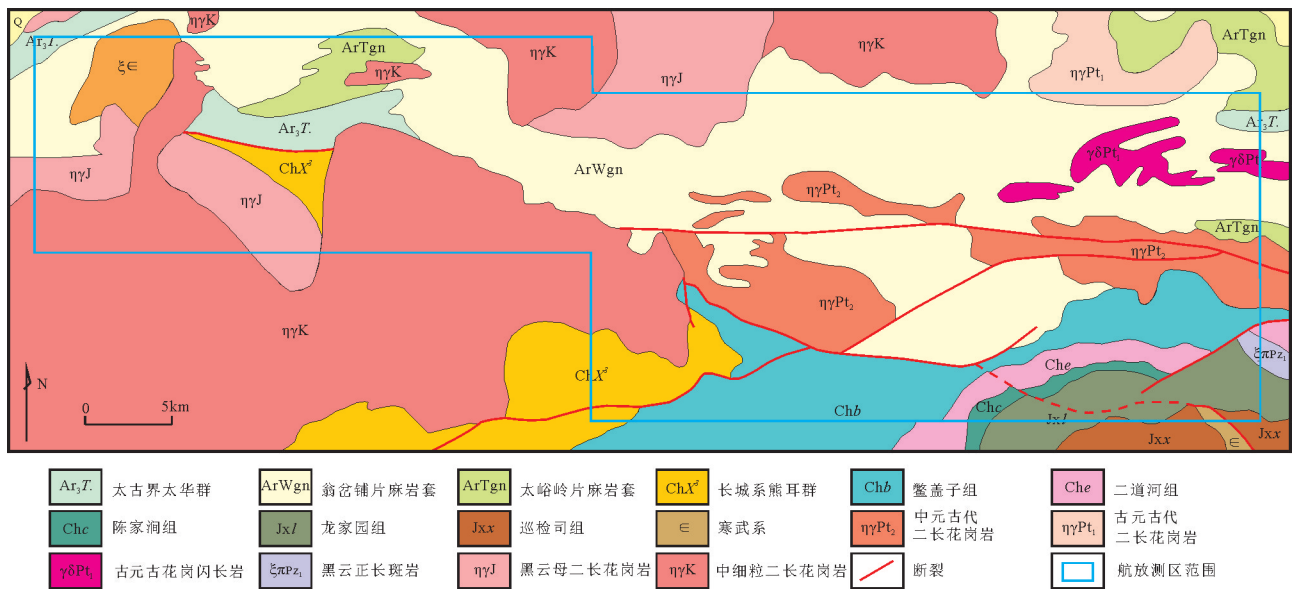 Q
Ar₃T.
ηγK
ξ∈
ArTgn
ηγK
ηγK
ηγJ
ηγK
ηγPt₁
ArTgn
Ar₃T.
Ar₃T.
ChXˢ
ηγJ
ηγJ
ArWgn
ηγPt₂
γδPt₁
γδPt₁
ArTgn
ηγPt₂
ηγPt₂
ηγK
ChXˢ
Chb
Che
Chc
Jxl
Jxx
∈
Jxx
ξπPz₁
N
0 5km
Ar₃T. 太古界太华群
ArWgn 翁岔铺片麻岩套
ArTgn 太峪岭片麻岩套
ChXˢ 长城系熊耳群
Chb 鳖盖子组
Che 二道河组
Chc 陈家涧组
Jxl 龙家园组
Jxx 巡检司组
∈ 寒武系
ηγPt₂ 中元古代
二长花岗岩
ηγPt₁ 古元古代
二长花岗岩
γδPt₁ 古元古花岗闪长岩
ξπPz₁ 黑云正长斑岩
ηγJ 黑云母二长花岗岩
ηγK 中细粒二长花岗岩
断裂
航放测区范围